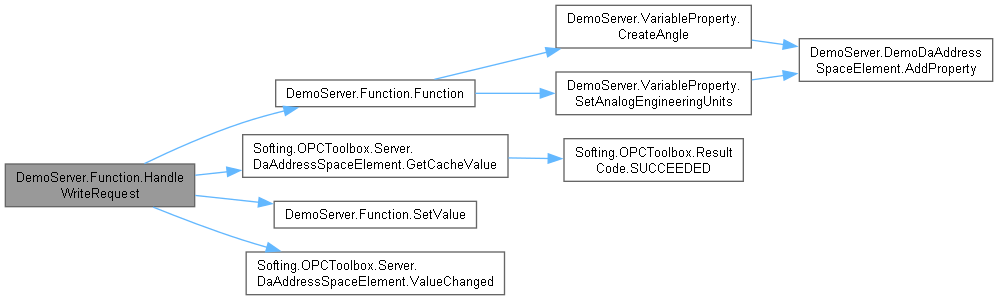 DemoServer.Function.Handle
WriteRequest
DemoServer.Function.Function
DemoServer.VariableProperty.
CreateAngle
DemoServer.DemoDaAddress
SpaceElement.AddProperty
DemoServer.VariableProperty.
SetAnalogEngineeringUnits
Softing.OPCToolbox.Server.
DaAddressSpaceElement.GetCacheValue
Softing.OPCToolbox.Result
Code.SUCCEEDED
DemoServer.Function.SetValue
Softing.OPCToolbox.Server.
DaAddressSpaceElement.ValueChanged